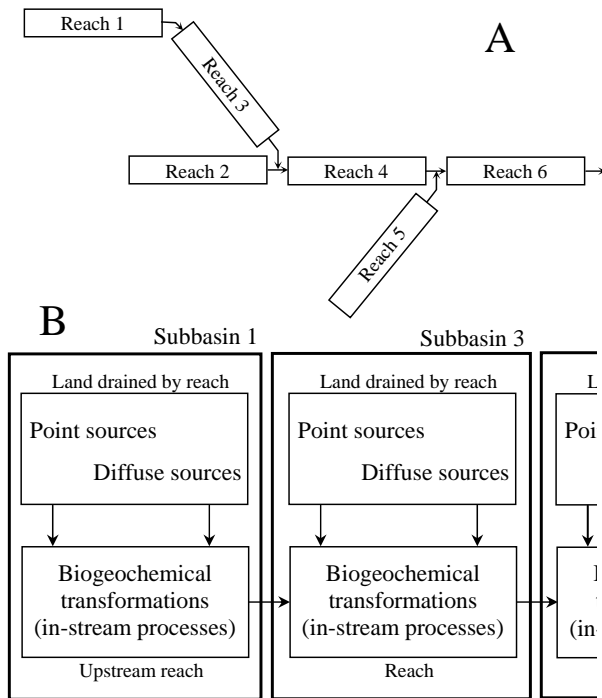 Reach 1
A
Reach 3
Reach 2
Reach 4
Reach 6
Reach 5
B
Subbasin 1
Land drained by reach
Point sources
Diffuse sources
Biogeochemical
transformations
(in-stream processes)
Upstream reach
Subbasin 3
Land drained by reach
Point sources
Diffuse sources
Biogeochemical
transformations
(in-stream processes)
Reach
L
Poi
(in-